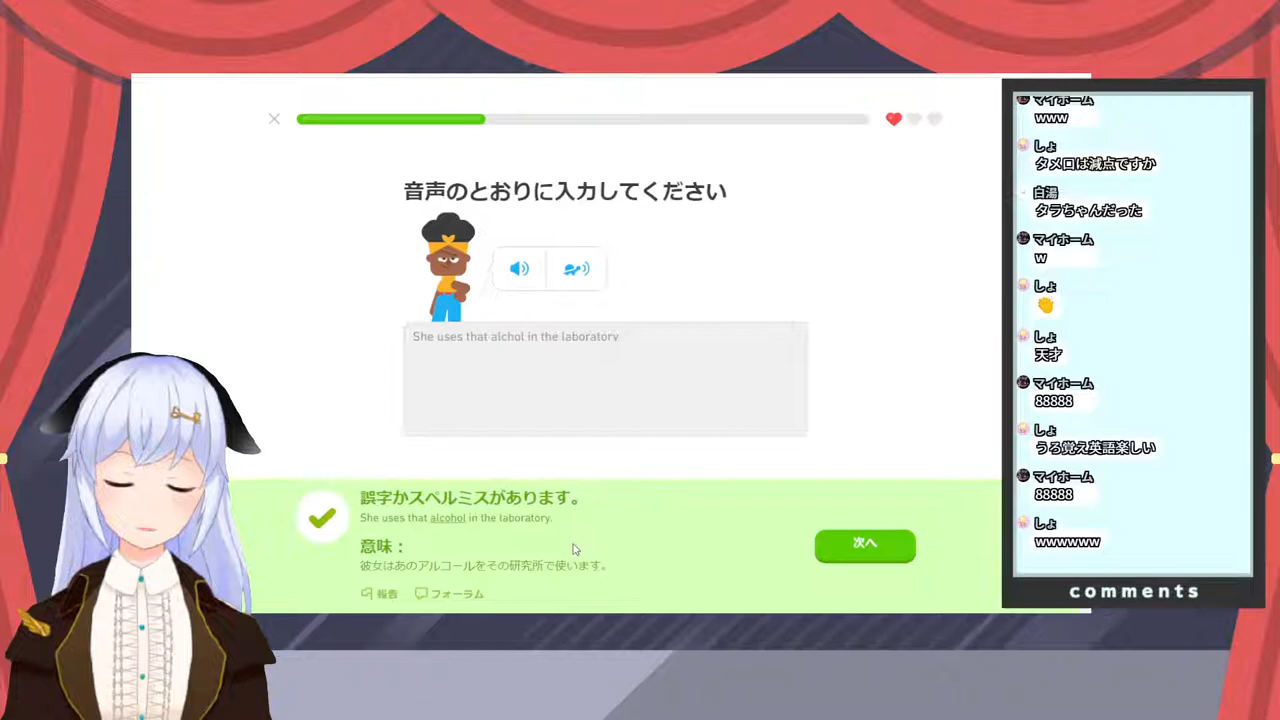 音声のとおりに入力してください
She uses that alchol in the laboratory
誤字かスペルミスがあります。
She uses that alcohol in the laboratory.
意味：
彼女はあのアルコールをその研究所で使います。
報告
フォーラム
次へ
マイホーム
www
しょ
タメ口は減点ですか
白湯
タラちゃんだった
マイホーム
w
しょ
👏
しょ
天才
マイホーム
88888
しょ
うろ覚え英語楽しい
マイホーム
88888
しょ
wwwwww
comments